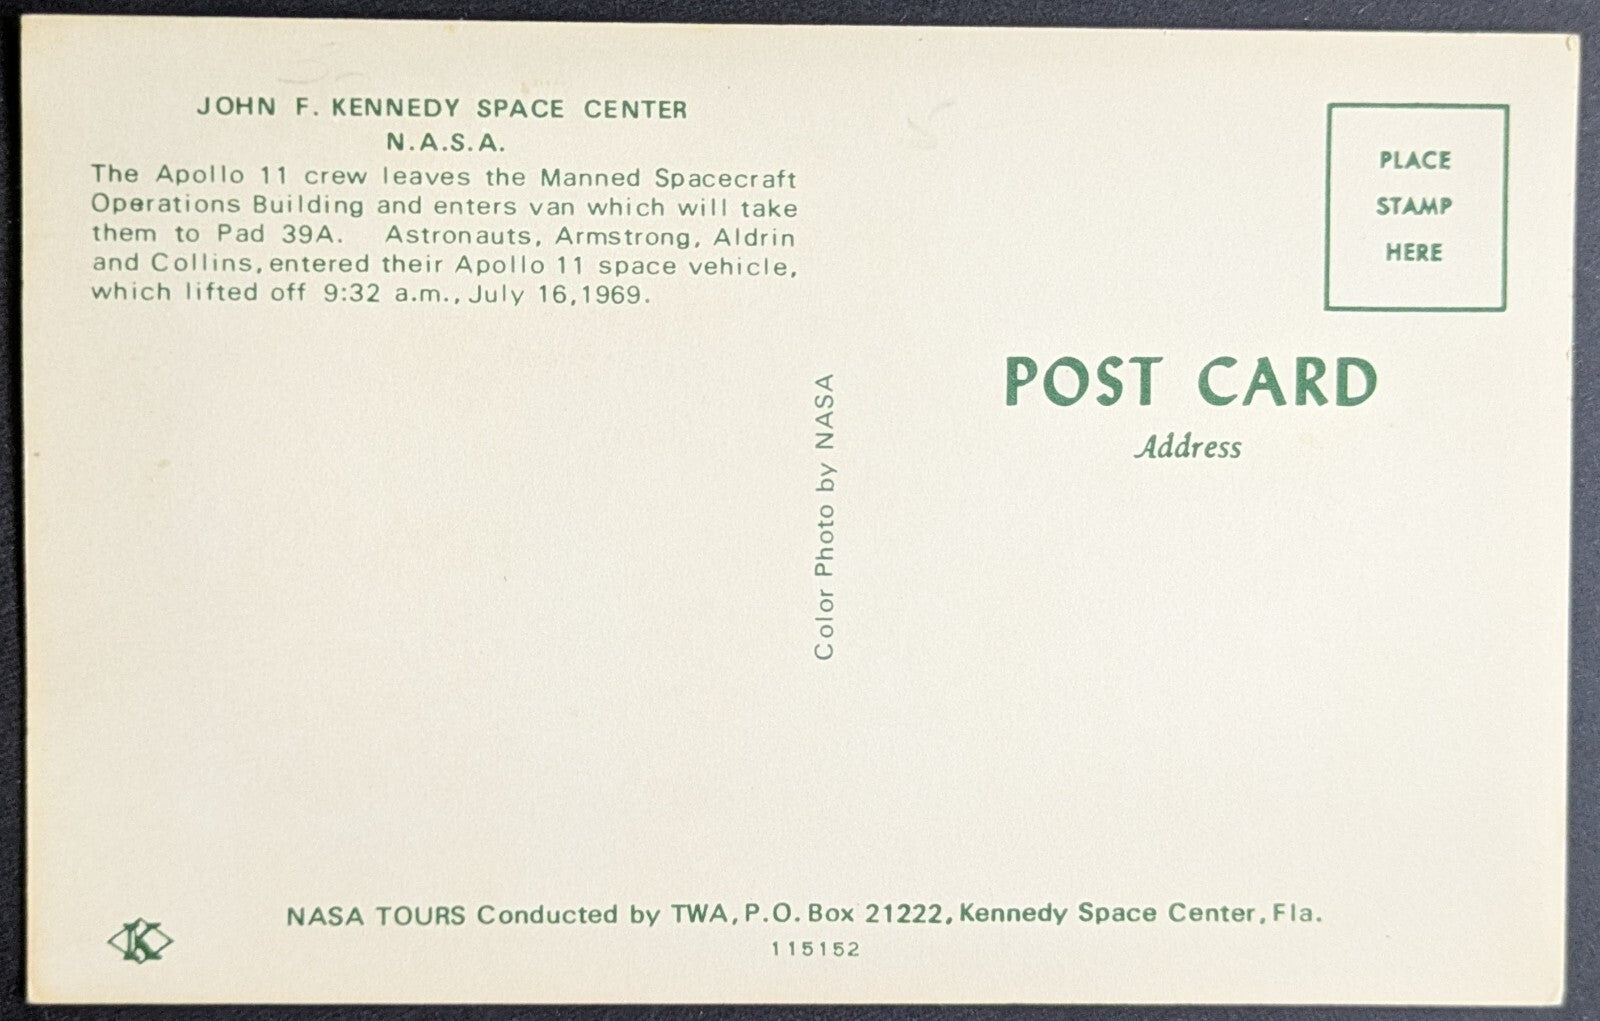 JOHN F. KENNEDY SPACE CENTER
N.A.S.A.
The Apollo 11 crew leaves the Manned Spacecraft
Operations Building and enters van which will take
them to Pad 39A. Astronauts, Armstrong, Aldrin
and Collins, entered their Apollo 11 space vehicle,
which lifted off 9:32 a.m., July 16,1969.
PLACE
STAMP
HERE
POST CARD
Address
Color Photo by NASA
K
NASA TOURS Conducted by TWA, P.O. Box 21222, Kennedy Space Center, Fla.
115152